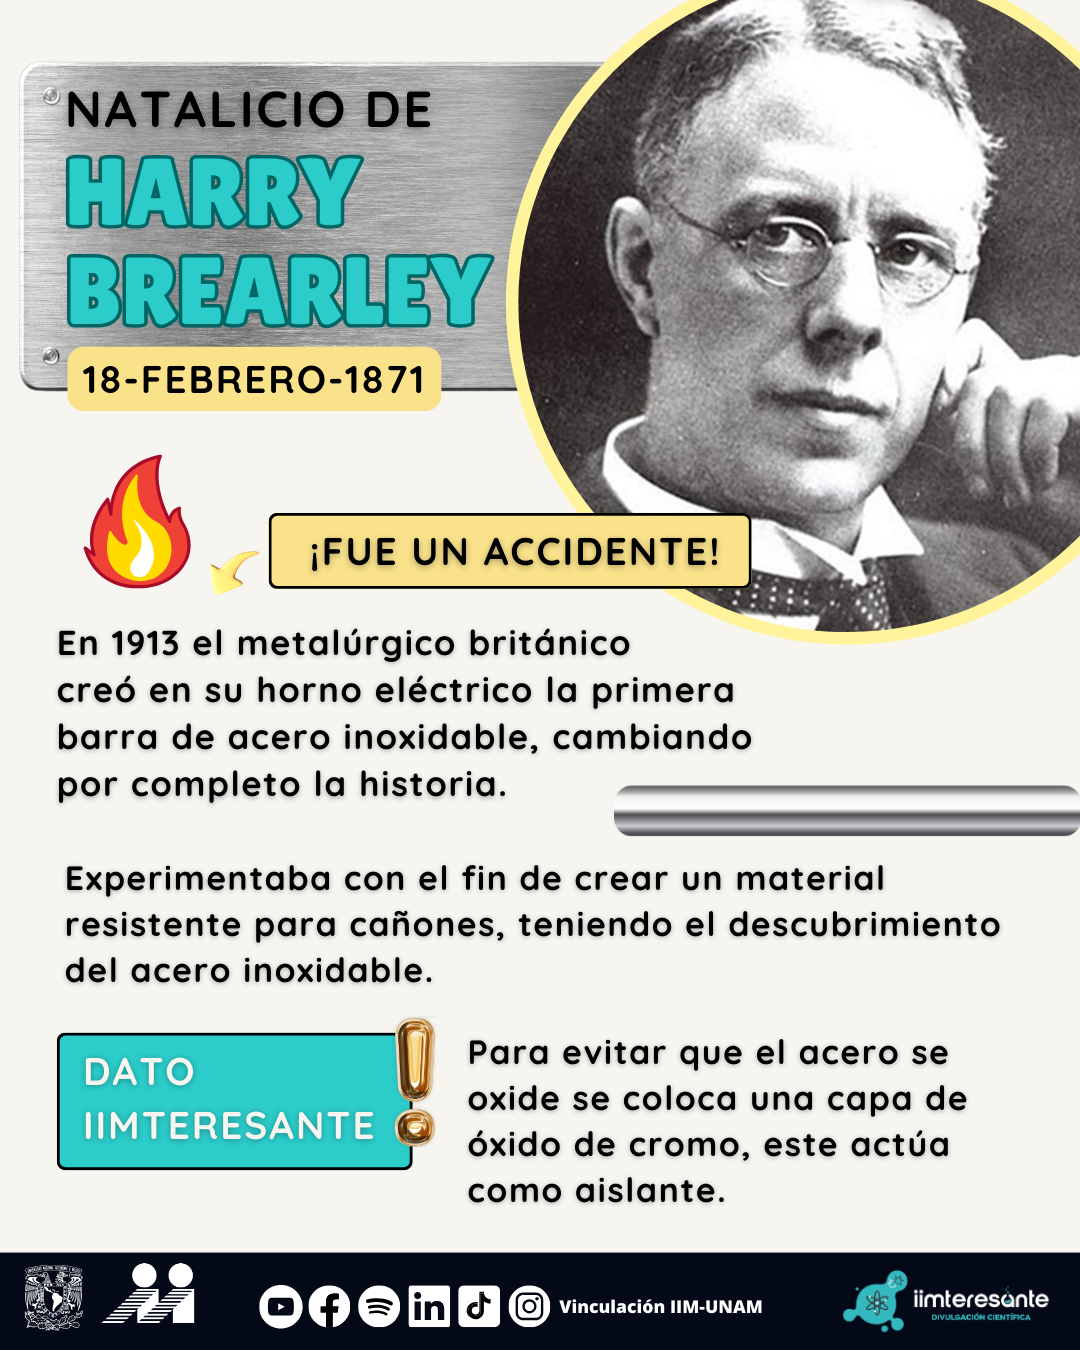 NATALICIO DE
HARRY
BREARLEY
18-FEBRERO-1871
¡FUE UN ACCIDENTE!
En 1913 el metalúrgico británico
creó en su horno eléctrico la primera
barra de acero inoxidable, cambiando
por completo la historia.
Experimentaba con el fin de crear un material
resistente para cañones, teniendo el descubrimiento
del acero inoxidable.
DATO
IIMTERESANTE
Para evitar que el acero se
oxide se coloca una capa de
óxido de cromo, este actúa
como aislante.
Vinculación IIM-UNAM
iimteresante
DIVULGACIÓN CIENTÍFICA